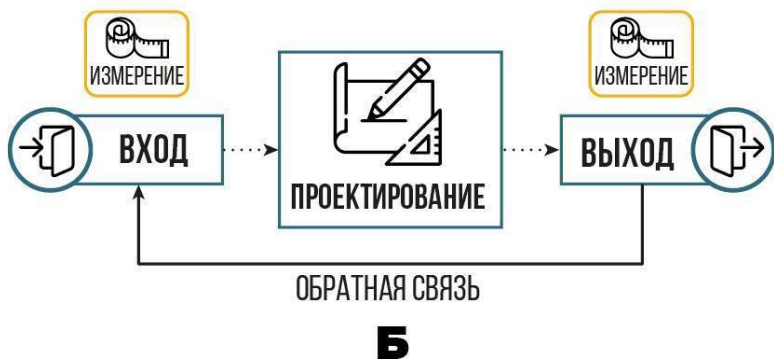 ИЗМЕРЕНИЕ
ИЗМЕРЕНИЕ
ВХОД
ПРОЕКТИРОВАНИЕ
ВЫХОД
ОБРАТНАЯ СВЯЗЬ
Б